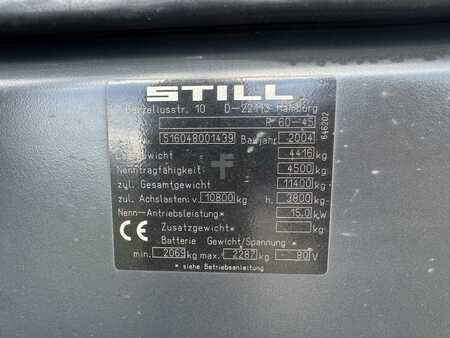 STILL
Berzeliusstr. 10 D-22113 Hamburg
R 60-45
516048001439 Baujahr 2004
Leergewicht 4416 kg
Nenntragfähigkeit 4500 kg
zul. Gesamtgewicht 11400 kg
zul. Achslasten v. 10800 kg h. 3800 kg
Nenn-Antriebsleistung* 15.0 kW
Zusatzgewicht* kg
CE
Batterie Gewicht/Spannung
min. 2069 kg max. 2287 kg 80 V
* siehe Betriebsanleitung
646202